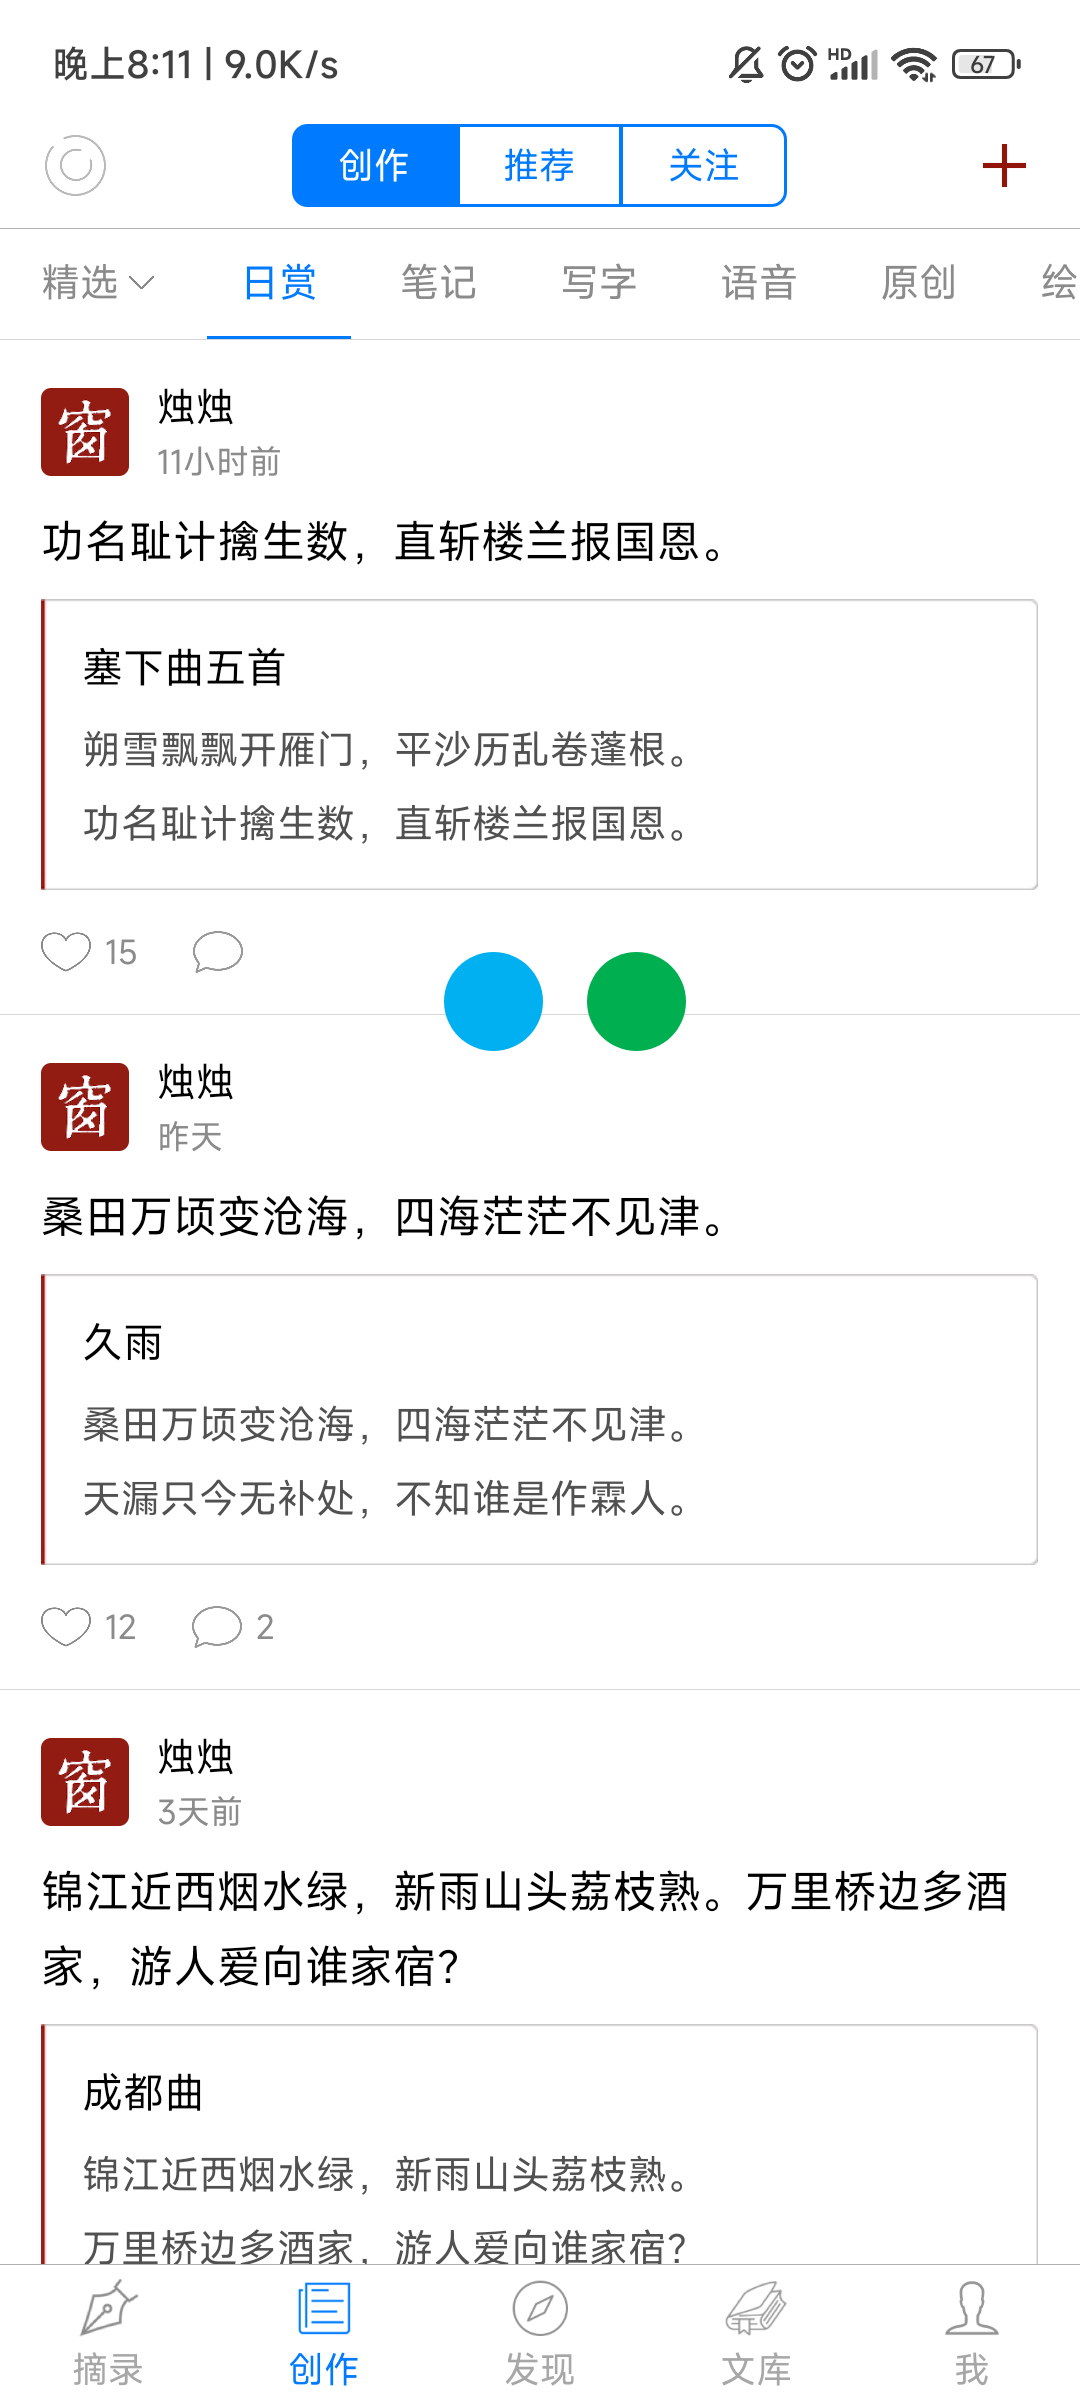 晚上8:11 | 9.0K/s
HD
67
创作 推荐 关注
精选 日赏 笔记 写字 语音 原创 绘
窗
烛烛
11小时前
功名耻计擒生数，直斩楼兰报国恩。
塞下曲五首
朔雪飘飘开雁门，平沙历乱卷蓬根。
功名耻计擒生数，直斩楼兰报国恩。
15
窗
烛烛
昨天
桑田万顷变沧海，四海茫茫不见津。
久雨
桑田万顷变沧海，四海茫茫不见津。
天漏只今无补处，不知谁是作霖人。
12 2
窗
烛烛
3天前
锦江近西烟水绿，新雨山头荔枝熟。万里桥边多酒
家，游人爱向谁家宿？
成都曲
锦江近西烟水绿，新雨山头荔枝熟。
万里桥边多酒家，游人爱向谁家宿？
摘录 创作 发现 文库 我